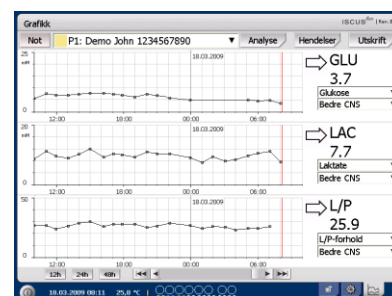 Grafikk
ISCUS
Not
P1: Demo John 1234567890
Analyse
Hendelser
Utskrift
25
mM
18.03.2009
0
12:00 18:00 00:00 06:00
GLU
3.7
Glukose
Bedre CNS
20
mM
18.03.2009
0
12:00 18:00 00:00 06:00
LAC
7.7
Laktate
Bedre CNS
50
18.03.2009
0
12:00 18:00 00:00 06:00
L/P
25.9
L/P-forhold
Bedre CNS
12h 24h 48h
18.03.2009 08:11 25,8 °C